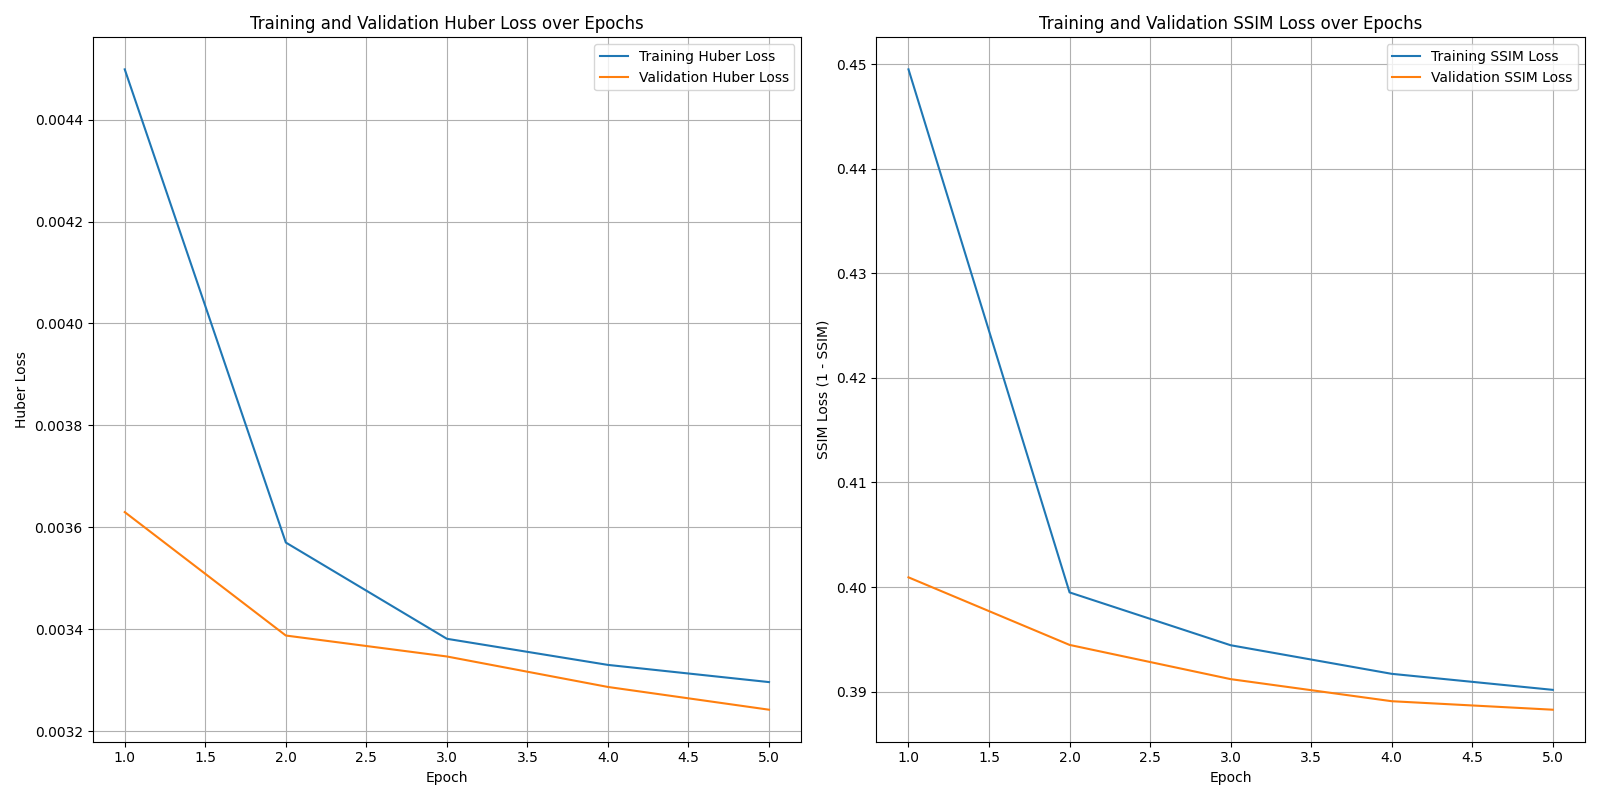 Training and Validation Huber Loss over Epochs
Training Huber Loss
Validation Huber Loss
Huber Loss
0.0044
0.0042
0.0040
0.0038
0.0036
0.0034
0.0032
1.0 1.5 2.0 2.5 3.0 3.5 4.0 4.5 5.0
Epoch
Training and Validation SSIM Loss over Epochs
Training SSIM Loss
Validation SSIM Loss
SSIM Loss (1 - SSIM)
0.45
0.44
0.43
0.42
0.41
0.40
0.39
1.0 1.5 2.0 2.5 3.0 3.5 4.0 4.5 5.0
Epoch